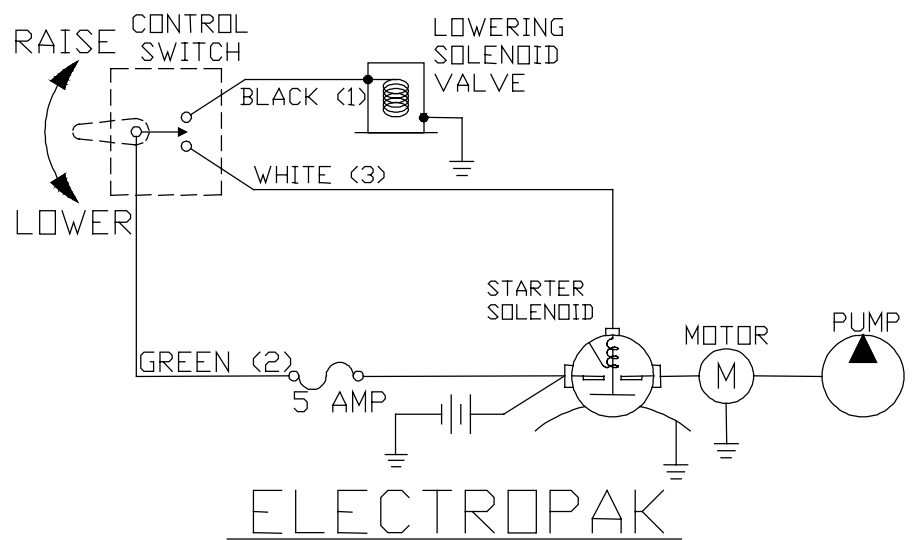 CONTROL
SWITCH
RAISE
LOWERING
SOLENOID
VALVE
BLACK (1)
WHITE (3)
LOWER
STARTER
SOLENOID
MOTOR
PUMP
GREEN (2)
M
5 AMP
ELECTROPAK